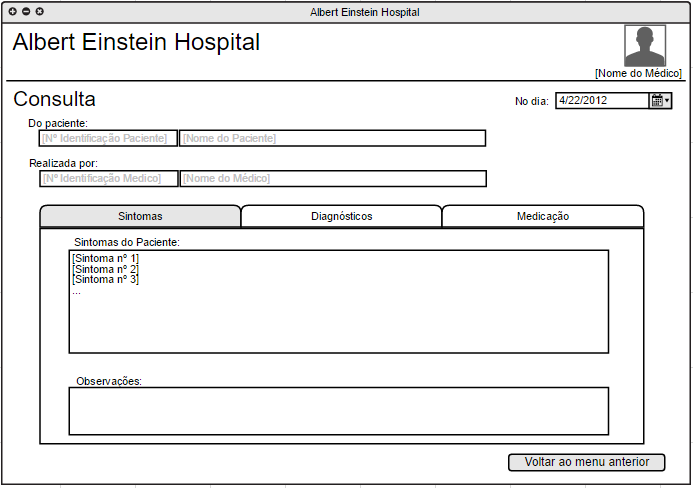 Albert Einstein Hospital
Albert Einstein Hospital
[Nome do Médico]
Consulta
No dia: 4/22/2012
Do paciente:
[Nº Identificação Paciente] [Nome do Paciente]
Realizada por:
[Nº Identificação Medico] [Nome do Médico]
Sintomas Diagnósticos Medicação
Sintomas do Paciente:
[Sintoma nº 1]
[Sintoma nº 2]
[Sintoma nº 3]
...
Observações:
Voltar ao menu anterior